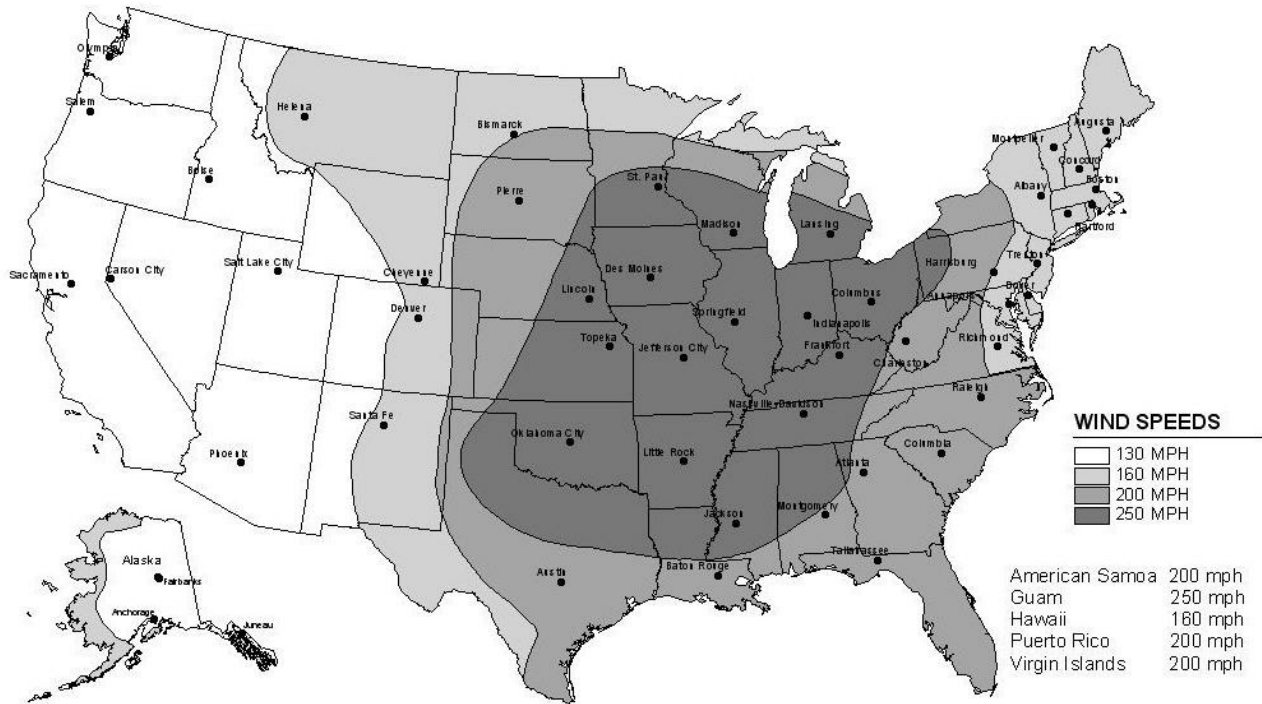 Olympia
Salem
Helena
Bismarck
Augusta
Montpelier
Concord
Boise
St. Paul
Albany
Boston
Pierre
Hartford
Madison
Lansing
Sacramento
Carson City
Salt Lake City
Cheyenne
Des Moines
Harrisburg
Trenton
Lincoln
Columbus
Annapolis
Dover
Denver
Springfield
Indianapolis
Topeka
Jefferson City
Frankfort
Charleston
Richmond
Raleigh
Santa Fe
Nashville-Davidson
Oklahoma City
Columbia
Phoenix
Little Rock
Atlanta
Jackson
Montgomery
Tallahassee
Austin
Baton Rouge
Alaska
Fairbanks
Anchorage
Juneau
WIND SPEEDS
130 MPH
160 MPH
200 MPH
250 MPH
American Samoa 200 mph
Guam 250 mph
Hawaii 160 mph
Puerto Rico 200 mph
Virgin Islands 200 mph